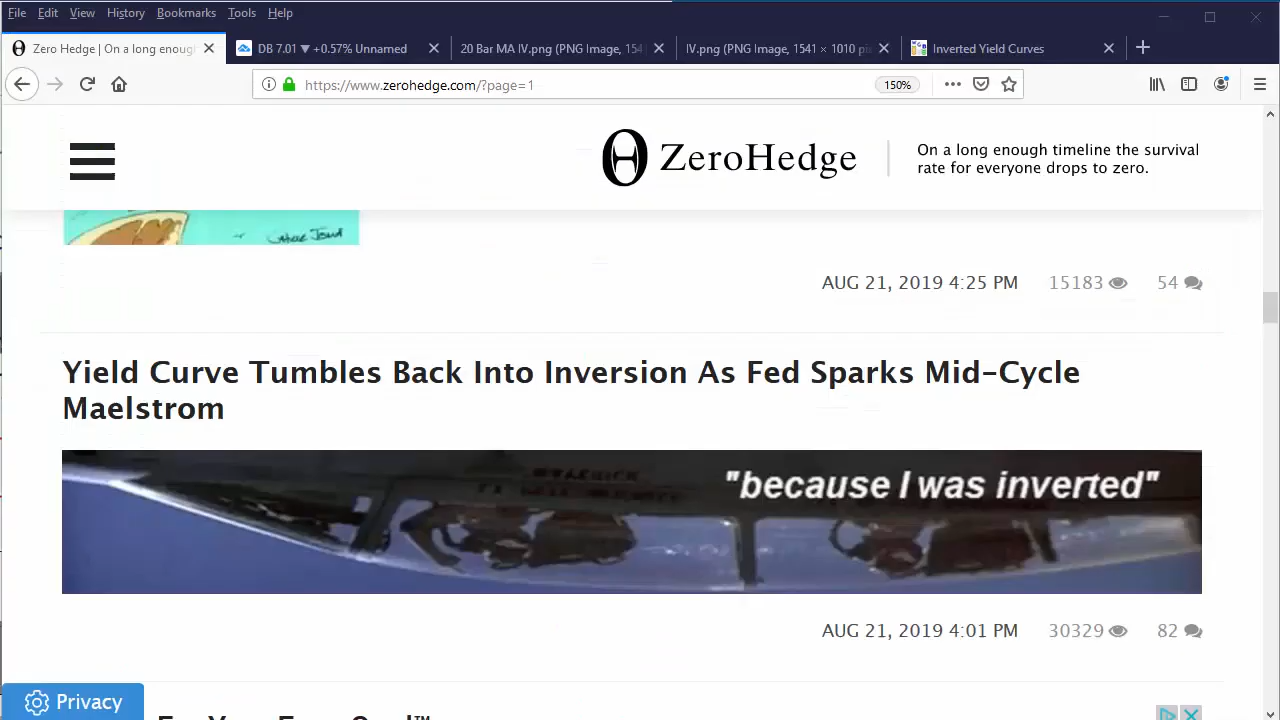 File Edit View History Bookmarks Tools Help
Zero Hedge | On a long enoug
DB 7.01 ▼ +0.57% Unnamed
20 Bar MA IV.png (PNG Image, 154
IV.png (PNG Image, 1541 × 1010 pi
Inverted Yield Curves
https://www.zerohedge.com/?page=1
150%
ZeroHedge
On a long enough timeline the survival
rate for everyone drops to zero.
AUG 21, 2019 4:25 PM 15183 54
Yield Curve Tumbles Back Into Inversion As Fed Sparks Mid-Cycle
Maelstrom
"because I was inverted"
AUG 21, 2019 4:01 PM 30329 82
Privacy